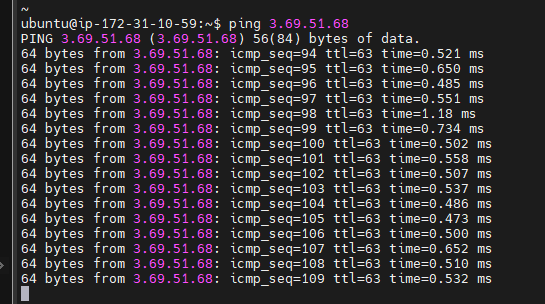 ~
ubuntu@ip-172-31-10-59:~$ ping 3.69.51.68
PING 3.69.51.68 (3.69.51.68) 56(84) bytes of data.
64 bytes from 3.69.51.68: icmp_seq=94 ttl=63 time=0.521 ms
64 bytes from 3.69.51.68: icmp_seq=95 ttl=63 time=0.650 ms
64 bytes from 3.69.51.68: icmp_seq=96 ttl=63 time=0.485 ms
64 bytes from 3.69.51.68: icmp_seq=97 ttl=63 time=0.551 ms
64 bytes from 3.69.51.68: icmp_seq=98 ttl=63 time=1.18 ms
64 bytes from 3.69.51.68: icmp_seq=99 ttl=63 time=0.734 ms
64 bytes from 3.69.51.68: icmp_seq=100 ttl=63 time=0.502 ms
64 bytes from 3.69.51.68: icmp_seq=101 ttl=63 time=0.558 ms
64 bytes from 3.69.51.68: icmp_seq=102 ttl=63 time=0.507 ms
64 bytes from 3.69.51.68: icmp_seq=103 ttl=63 time=0.537 ms
64 bytes from 3.69.51.68: icmp_seq=104 ttl=63 time=0.486 ms
64 bytes from 3.69.51.68: icmp_seq=105 ttl=63 time=0.473 ms
64 bytes from 3.69.51.68: icmp_seq=106 ttl=63 time=0.500 ms
64 bytes from 3.69.51.68: icmp_seq=107 ttl=63 time=0.652 ms
64 bytes from 3.69.51.68: icmp_seq=108 ttl=63 time=0.510 ms
64 bytes from 3.69.51.68: icmp_seq=109 ttl=63 time=0.532 ms